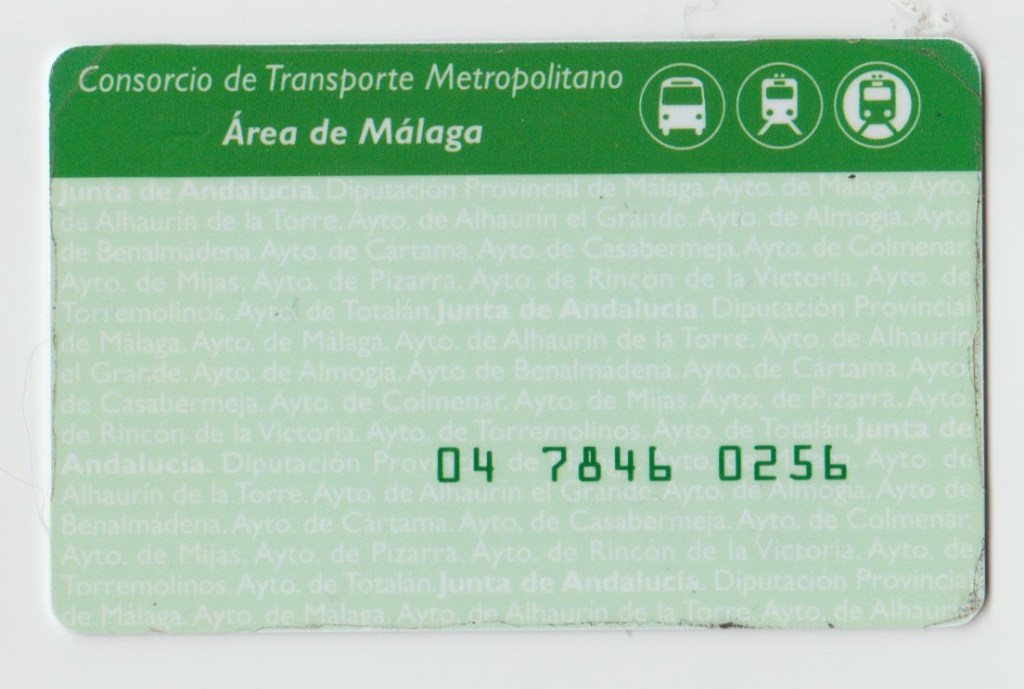 Consorcio de Transporte Metropolitano
Área de Málaga
Junta de Andalucía. Diputación Provincial de Málaga. Ayto. de Málaga. Ayto.
de Alhaurín de la Torre. Ayto. de Alhaurín el Grande. Ayto. de Almogía. Ayto
de Benalmádena. Ayto. de Cártama. Ayto. de Casabermeja. Ayto. de Colmenar.
Ayto. de Mijas. Ayto. de Pizarra. Ayto. de Rincón de la Victoria. Ayto. de
Torremolinos. Ayto. de Totalán. Junta de Andalucía. Diputación Provincial
de Málaga. Ayto. de Málaga. Ayto. de Alhaurín de la Torre. Ayto. de Alhaurín
el Grande. Ayto. de Almogía. Ayto de Benalmádena. Ayto. de Cártama. Ayto.
de Casabermeja. Ayto. de Colmenar. Ayto. de Mijas. Ayto. de Pizarra. Ayto.
de Rincón de la Victoria. Ayto. de Torremolinos. Ayto. de Totalán. Junta de
Andalucía. Diputación Provincial de Málaga. Ayto. de Málaga. Ayto. de
04 7846 0256
Alhaurín de la Torre. Ayto. de Alhaurín el Grande. Ayto. de Almogía. Ayto de
Benalmádena. Ayto. de Cártama. Ayto. de Casabermeja. Ayto. de Colmenar.
Ayto. de Mijas. Ayto. de Pizarra. Ayto. de Rincón de la Victoria. Ayto. de
Torremolinos. Ayto. de Totalán. Junta de Andalucía. Diputación Provincial
de Málaga. Ayto. de Málaga. Ayto. de Alhaurín de la Torre. Ayto. de Alhaurín